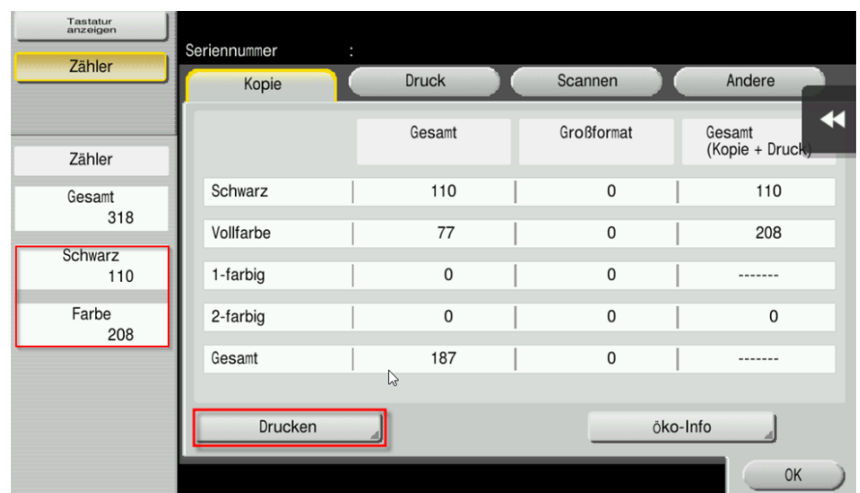 Tastatur
anzeigen
Zähler
Seriennummer :
Kopie Druck Scannen Andere
Zähler
Gesamt
318
Schwarz
110
Farbe
208
Gesamt Großformat Gesamt
(Kopie + Druck)
Schwarz 110 0 110
Vollfarbe 77 0 208
1-farbig 0 0 -------
2-farbig 0 0 0
Gesamt 187 0 -------
Drucken öko-Info
OK